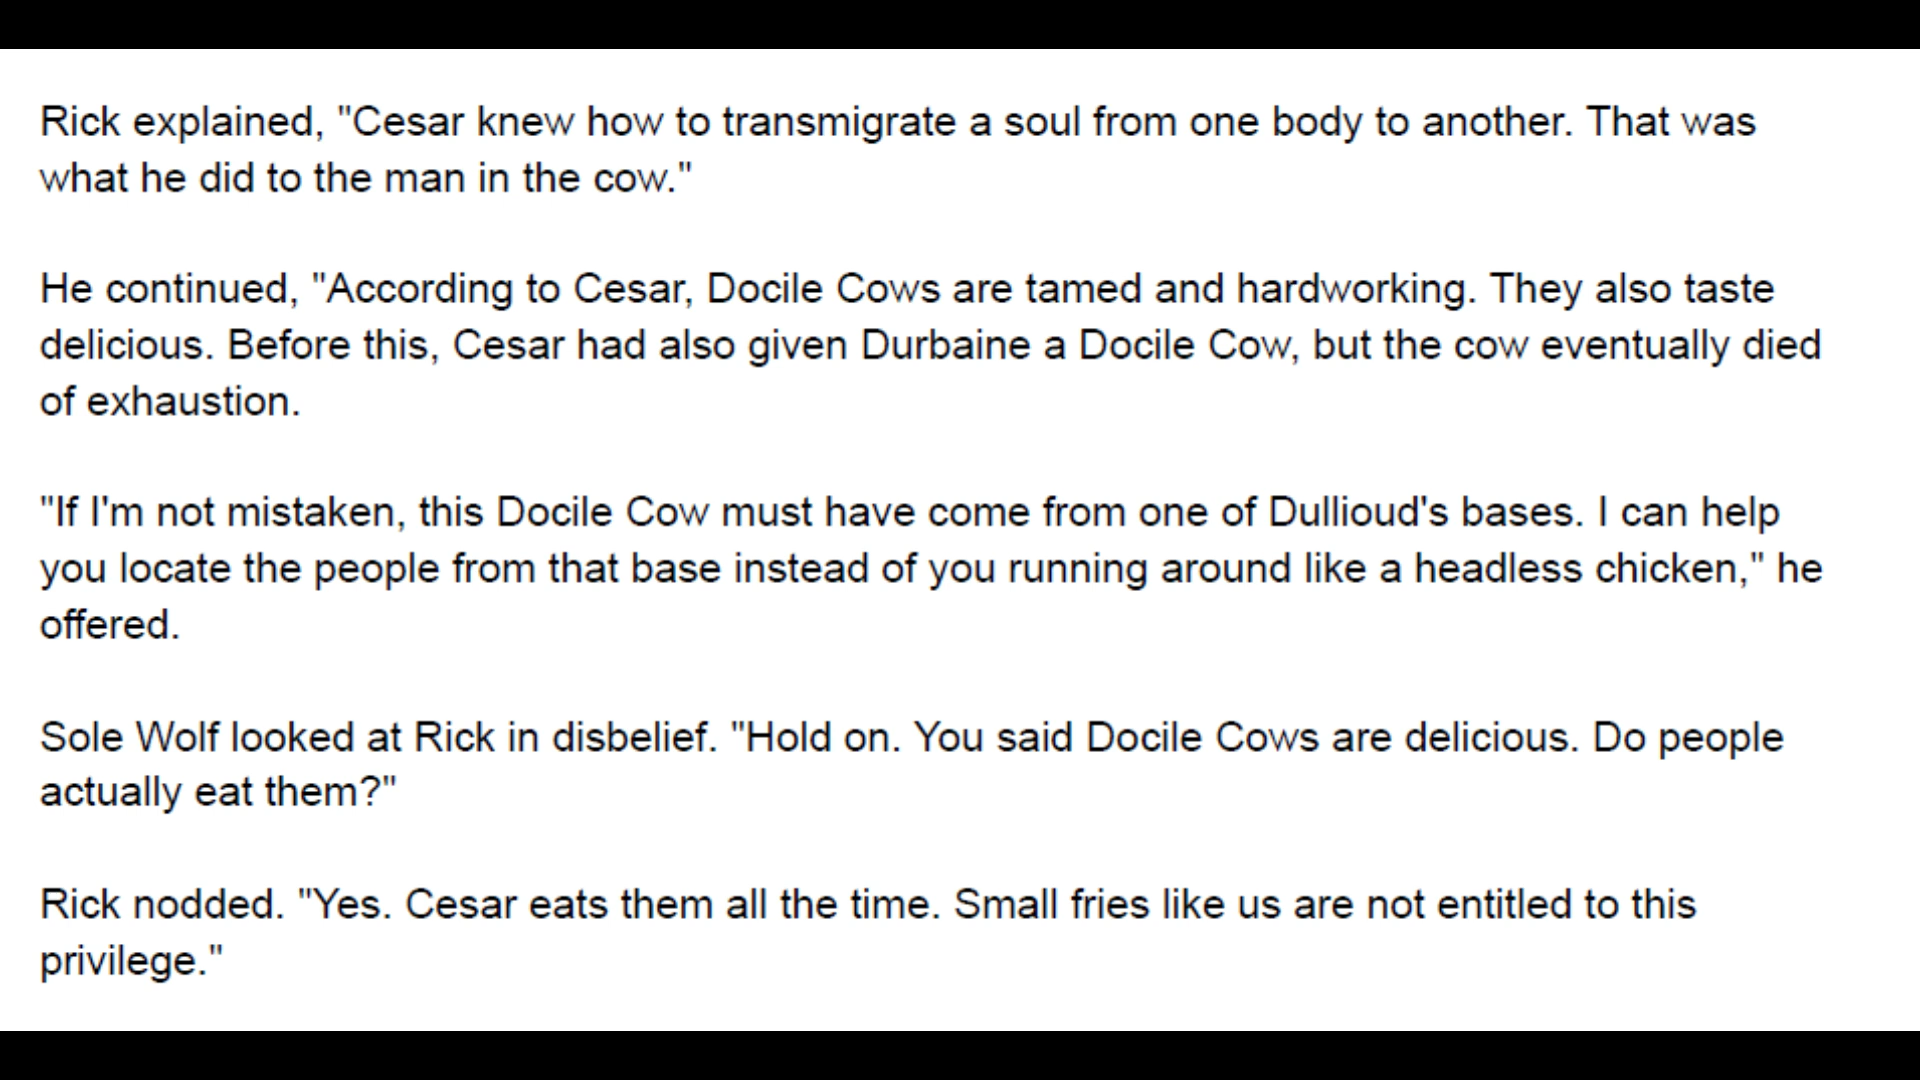 Rick explained, "Cesar knew how to transmigrate a soul from one body to another. That was
what he did to the man in the cow."
He continued, "According to Cesar, Docile Cows are tamed and hardworking. They also taste
delicious. Before this, Cesar had also given Durbaine a Docile Cow, but the cow eventually died
of exhaustion.
"If I'm not mistaken, this Docile Cow must have come from one of Dullioud's bases. I can help
you locate the people from that base instead of you running around like a headless chicken," he
offered.
Sole Wolf looked at Rick in disbelief. "Hold on. You said Docile Cows are delicious. Do people
actually eat them?"
Rick nodded. "Yes. Cesar eats them all the time. Small fries like us are not entitled to this
privilege."